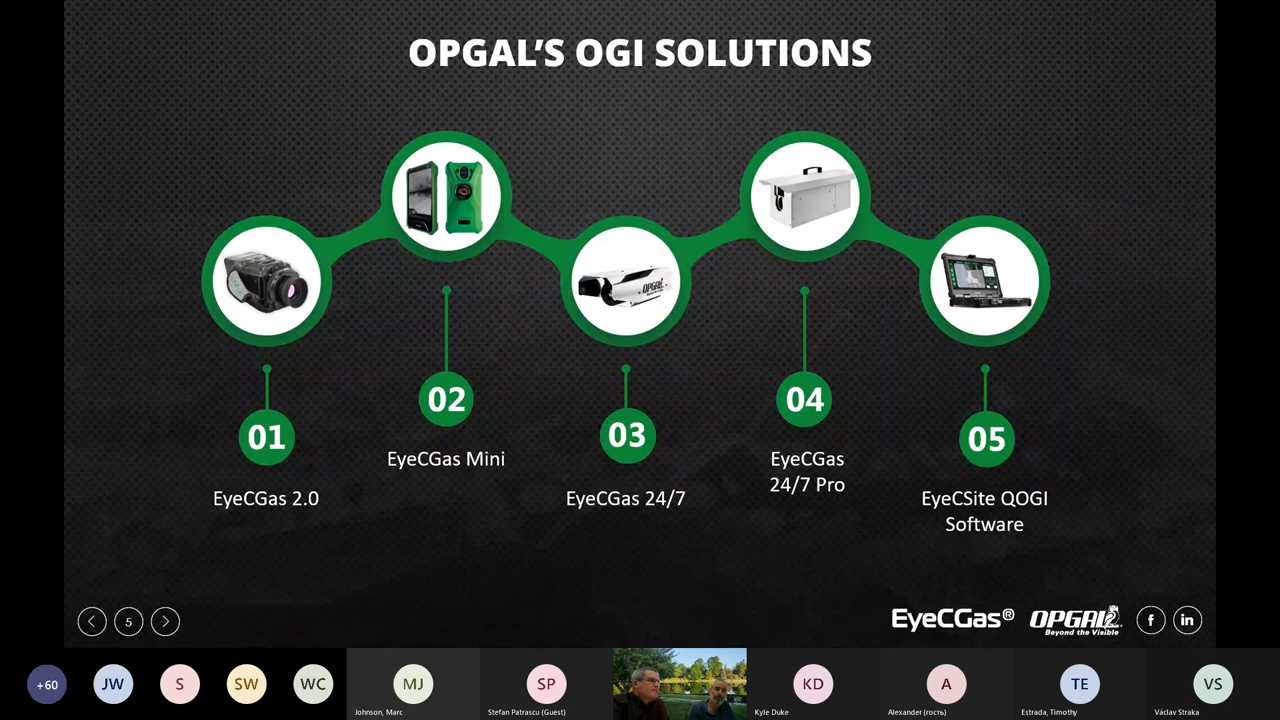 OPGAL'S OGI SOLUTIONS
OPGAL
01
02
03
04
05
EyeCGas 2.0
EyeCGas Mini
EyeCGas 24/7
EyeCGas
24/7 Pro
EyeCSite QOGI
Software
5
EyeCGas®
OPGAL
Beyond the Visible
f
in
+60
JW
S
SW
WC
MJ
Johnson, Marc
SP
Stefan Patrascu (Guest)
KD
Kyle Duke
A
Alexander (гость)
TE
Estrada, Timothy
VS
Václav Straka